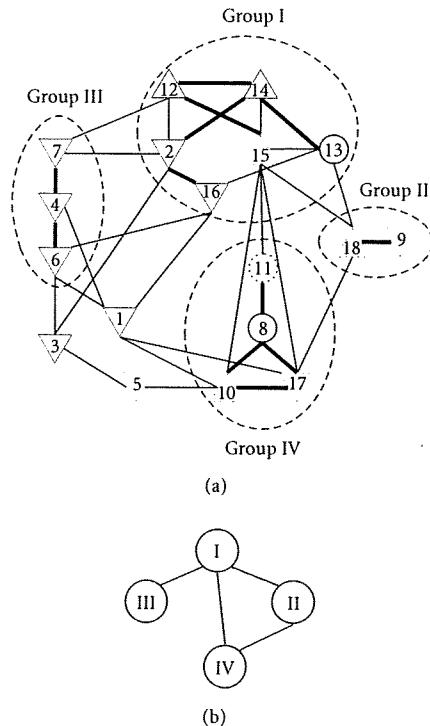 Group I
12 14
Group III
7 2 15 13
16 Group II
4 18 9
6 11
1 8
3
5 10 17
Group IV
(a)
I
III II
IV
(b)